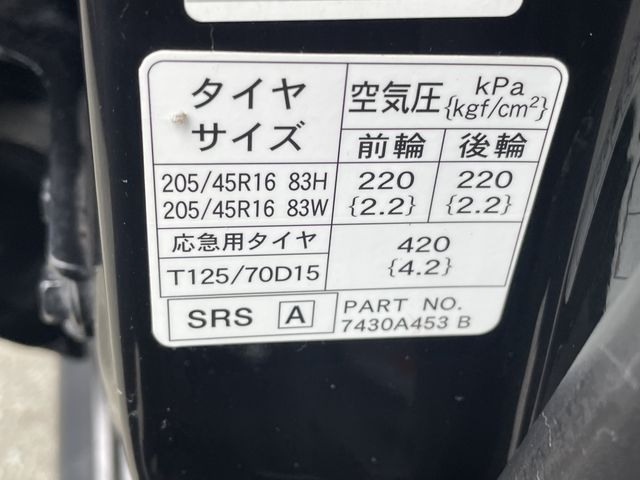 タイヤ
サイズ
空気圧 kPa
{kgf/cm²}
前輪 後輪
205/45R16 83H 220 220
205/45R16 83W {2.2} {2.2}
応急用タイヤ 420
T125/70D15 {4.2}
SRS A PART NO.
7430A453 B